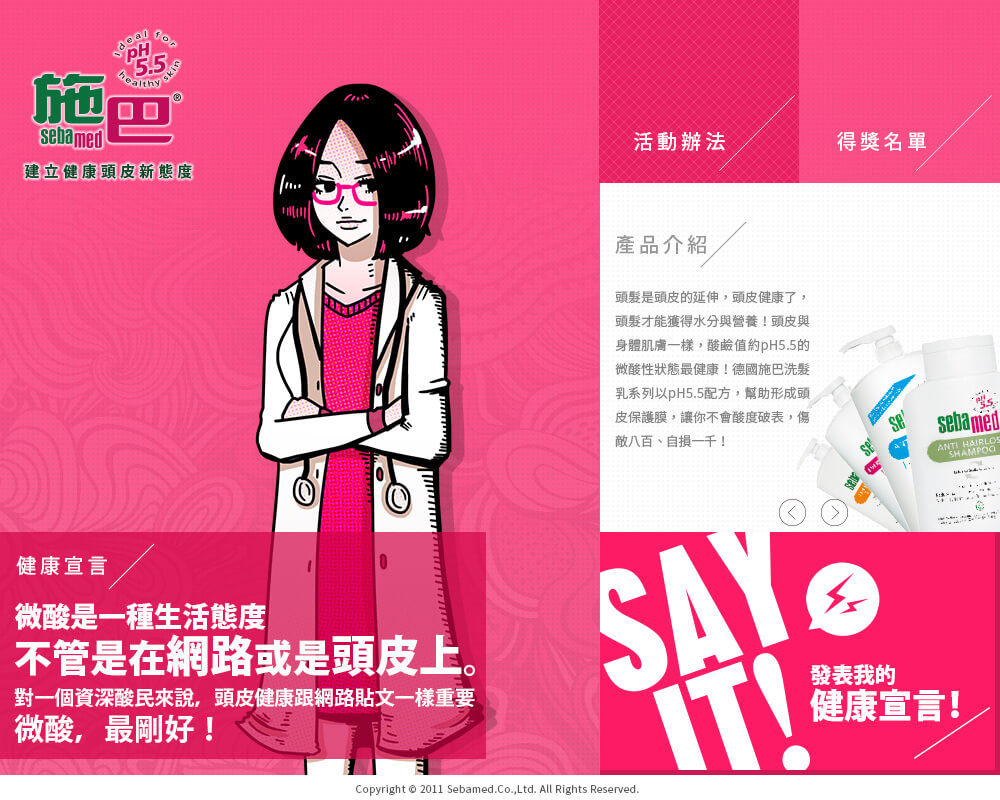 Ideal for
pH
5.5
healthy skin
施巴®
sebamed
建立健康頭皮新態度
活動辦法
得獎名單
產品介紹
頭髮是頭皮的延伸，頭皮健康了，
頭髮才能獲得水分與營養！頭皮與
身體肌膚一樣，酸鹼值約pH5.5的
微酸性狀態最健康！德國施巴洗髮
乳系列以pH5.5配方，幫助形成頭
皮保護膜，讓你不會酸度破表，傷
敵八百、自損一千！
pH
5.5
sebamed
ANTI HAIRLOS
SHAMPOO
健康宣言
微酸是一種生活態度
不管是在網路或是頭皮上。
對一個資深酸民來說，頭皮健康跟網路貼文一樣重要
微酸，最剛好！
SAY
IT!
發表我的
健康宣言!
Copyright © 2011 Sebamed.Co.,Ltd. All Rights Reserved.